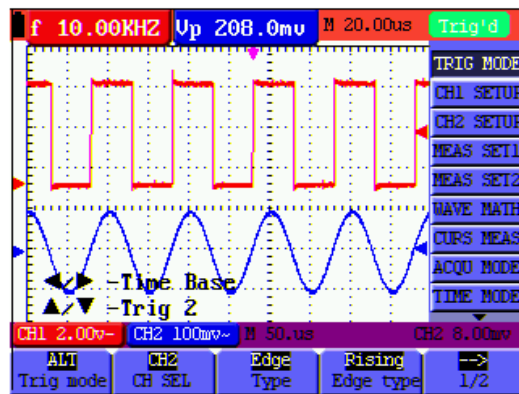 f 10.00KHZ Vp 208.0mv M 20.00us Trig'd
TRIG MODE
CH1 SETUP
CH2 SETUP
MEAS SET1
MEAS SET2
WAVE MATH
CURS MEAS
ACQU MODE
TIME MODE
◀/▶ -Time Base
▲/▼ -Trig 2
CH1 2.00v- CH2 100mv~ M 50.us CH2 8.00mv
ALT CH2 Edge Rising -->
Trig mode CH SEL Type Edge type 1/2